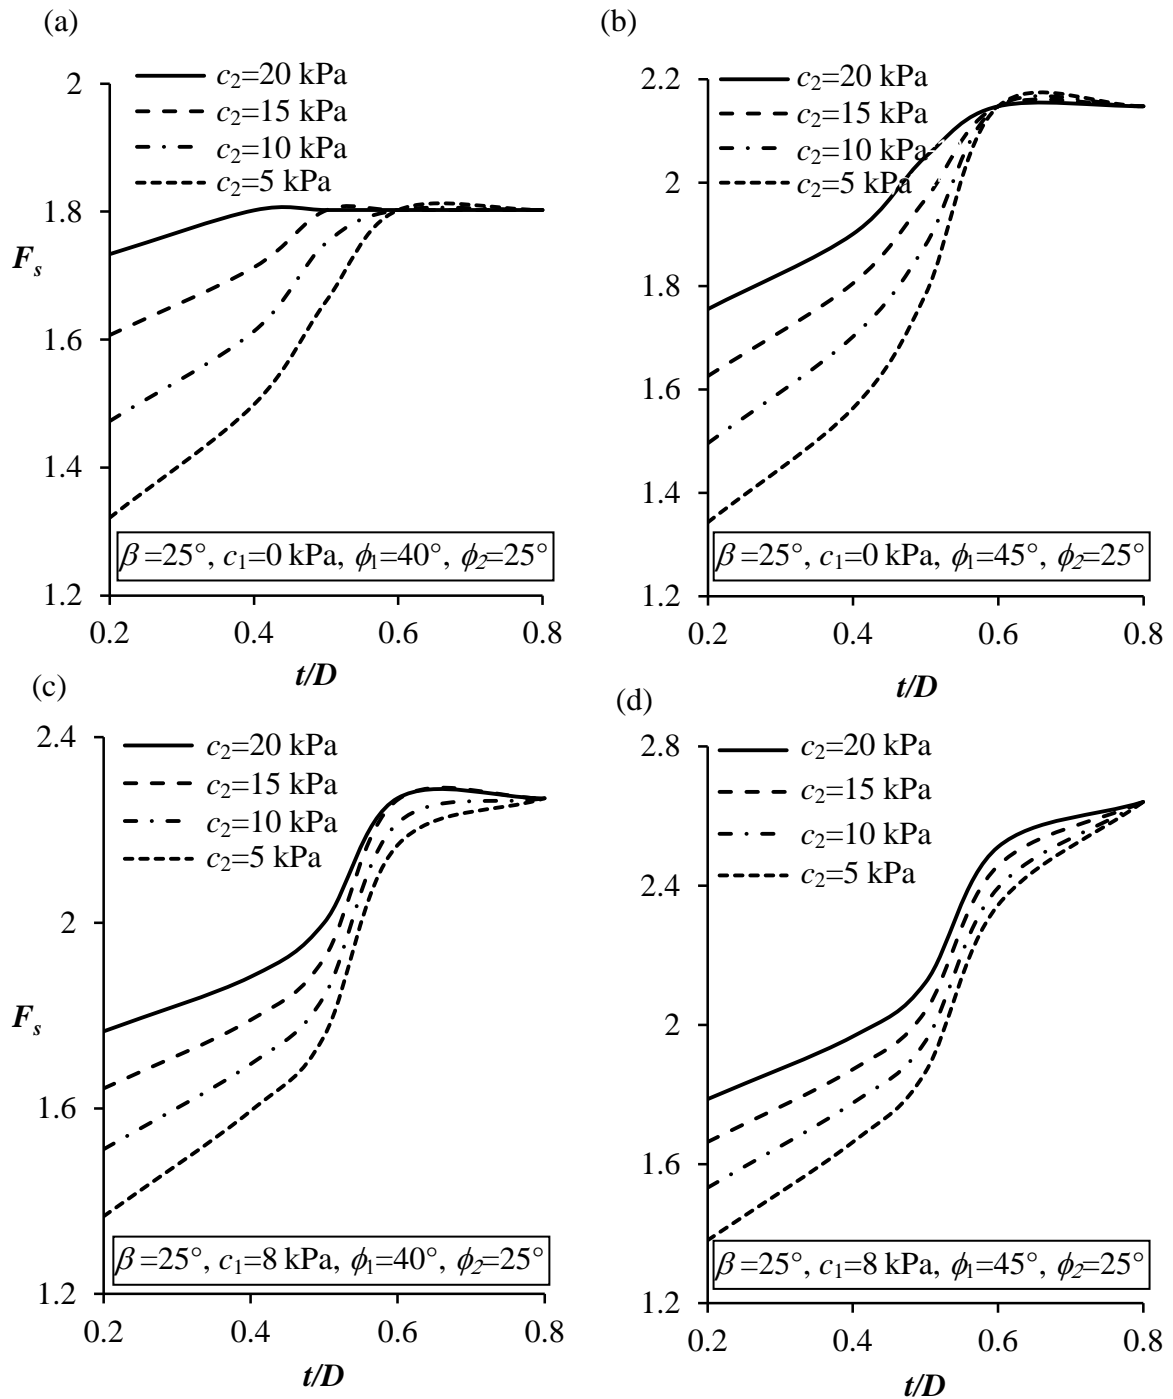 (a)
c2=20 kPa
c2=15 kPa
c2=10 kPa
c2=5 kPa
2
1.8
1.6
1.4
1.2
Fs
β=25°, c1=0 kPa, ϕ1=40°, ϕ2=25°
0.2 0.4 0.6 0.8
t/D
(b)
c2=20 kPa
c2=15 kPa
c2=10 kPa
c2=5 kPa
2.2
2
1.8
1.6
1.4
1.2
β=25°, c1=0 kPa, ϕ1=45°, ϕ2=25°
0.2 0.4 0.6 0.8
t/D
(c)
c2=20 kPa
c2=15 kPa
c2=10 kPa
c2=5 kPa
2.4
2
1.6
1.2
Fs
β=25°, c1=8 kPa, ϕ1=40°, ϕ2=25°
0.2 0.4 0.6 0.8
t/D
(d)
c2=20 kPa
c2=15 kPa
c2=10 kPa
c2=5 kPa
2.8
2.4
2
1.6
1.2
β=25°, c1=8 kPa, ϕ1=45°, ϕ2=25°
0.2 0.4 0.6 0.8
t/D